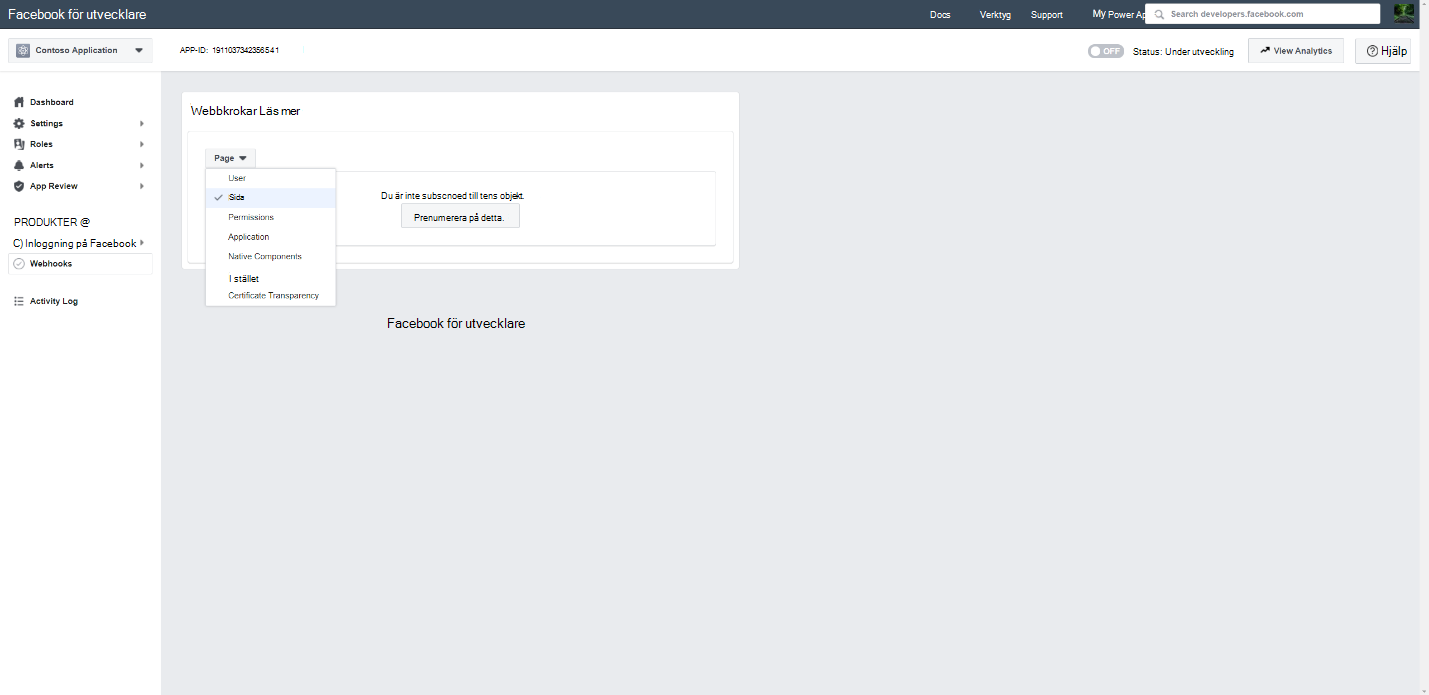 Facebook för utvecklare
Docs Verktyg Support My Power Ap Search developers.facebook.com
Contoso Application APP-ID: 1911037342356541 OFF Status: Under utveckling View Analytics Hjälp
Dashboard
Settings
Roles
Alerts
App Review
PRODUKTER @
C) Inloggning på Facebook
Webhooks
Activity Log
Webbkrokar Läs mer
Page
User
Sida
Permissions
Application
Native Components
I stället
Certificate Transparency
Du är inte subscnoed till tens objekt.
Prenumerera på detta.
Facebook för utvecklare